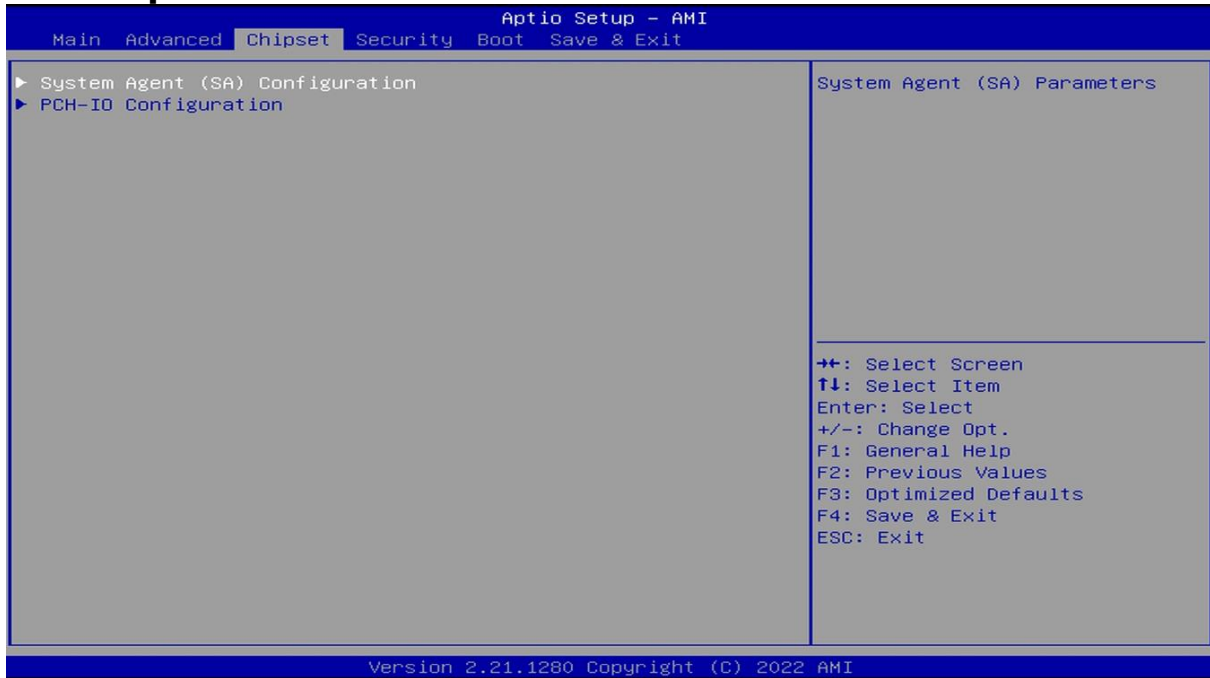 Aptio Setup – AMI
Main Advanced Chipset Security Boot Save & Exit
► System Agent (SA) Configuration
► PCH-IO Configuration
System Agent (SA) Parameters
→←: Select Screen
↑↓: Select Item
Enter: Select
+/-: Change Opt.
F1: General Help
F2: Previous Values
F3: Optimized Defaults
F4: Save & Exit
ESC: Exit
Version 2.21.1280 Copyright (C) 2022 AMI